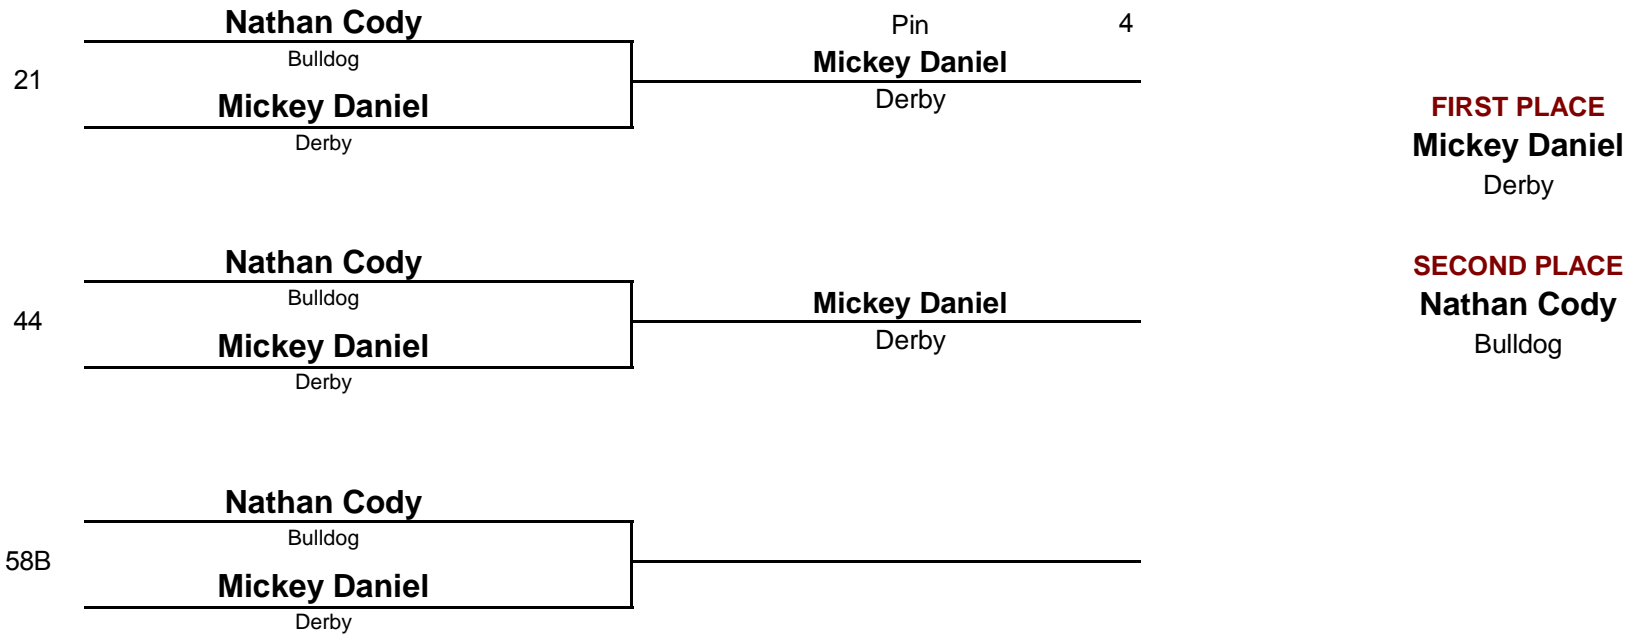 Nathan Cody
Bulldog
21
Mickey Daniel
Derby
Pin 4
Mickey Daniel
Derby
Nathan Cody
Bulldog
44
Mickey Daniel
Derby
Mickey Daniel
Derby
Nathan Cody
Bulldog
58B
Mickey Daniel
Derby
FIRST PLACE
Mickey Daniel
Derby
SECOND PLACE
Nathan Cody
Bulldog